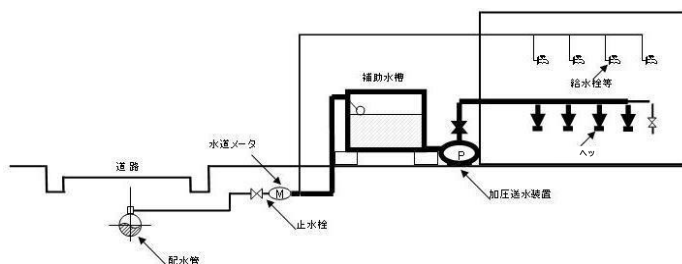 補助水槽
給水栓等
水道メータ
ヘッ
道路
P
加圧送水装置
M
止水栓
配水管